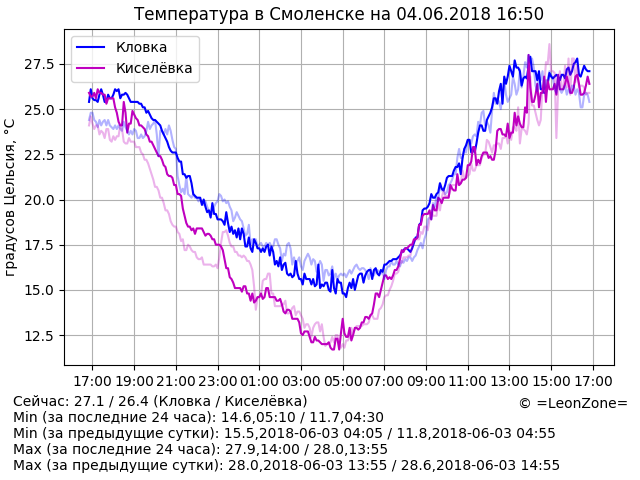 Температура в Смоленске на 04.06.2018 16:50
градусов Цельсия, °C
Кловка
Киселёвка
27.5
25.0
22.5
20.0
17.5
15.0
12.5
17:00 19:00 21:00 23:00 01:00 03:00 05:00 07:00 09:00 11:00 13:00 15:00 17:00
Сейчас: 27.1 / 26.4 (Кловка / Киселёвка)
© =LeonZone=
Min (за последние 24 часа): 14.6,05:10 / 11.7,04:30
Min (за предыдущие сутки): 15.5,2018-06-03 04:05 / 11.8,2018-06-03 04:55
Max (за последние 24 часа): 27.9,14:00 / 28.0,13:55
Max (за предыдущие сутки): 28.0,2018-06-03 13:55 / 28.6,2018-06-03 14:55